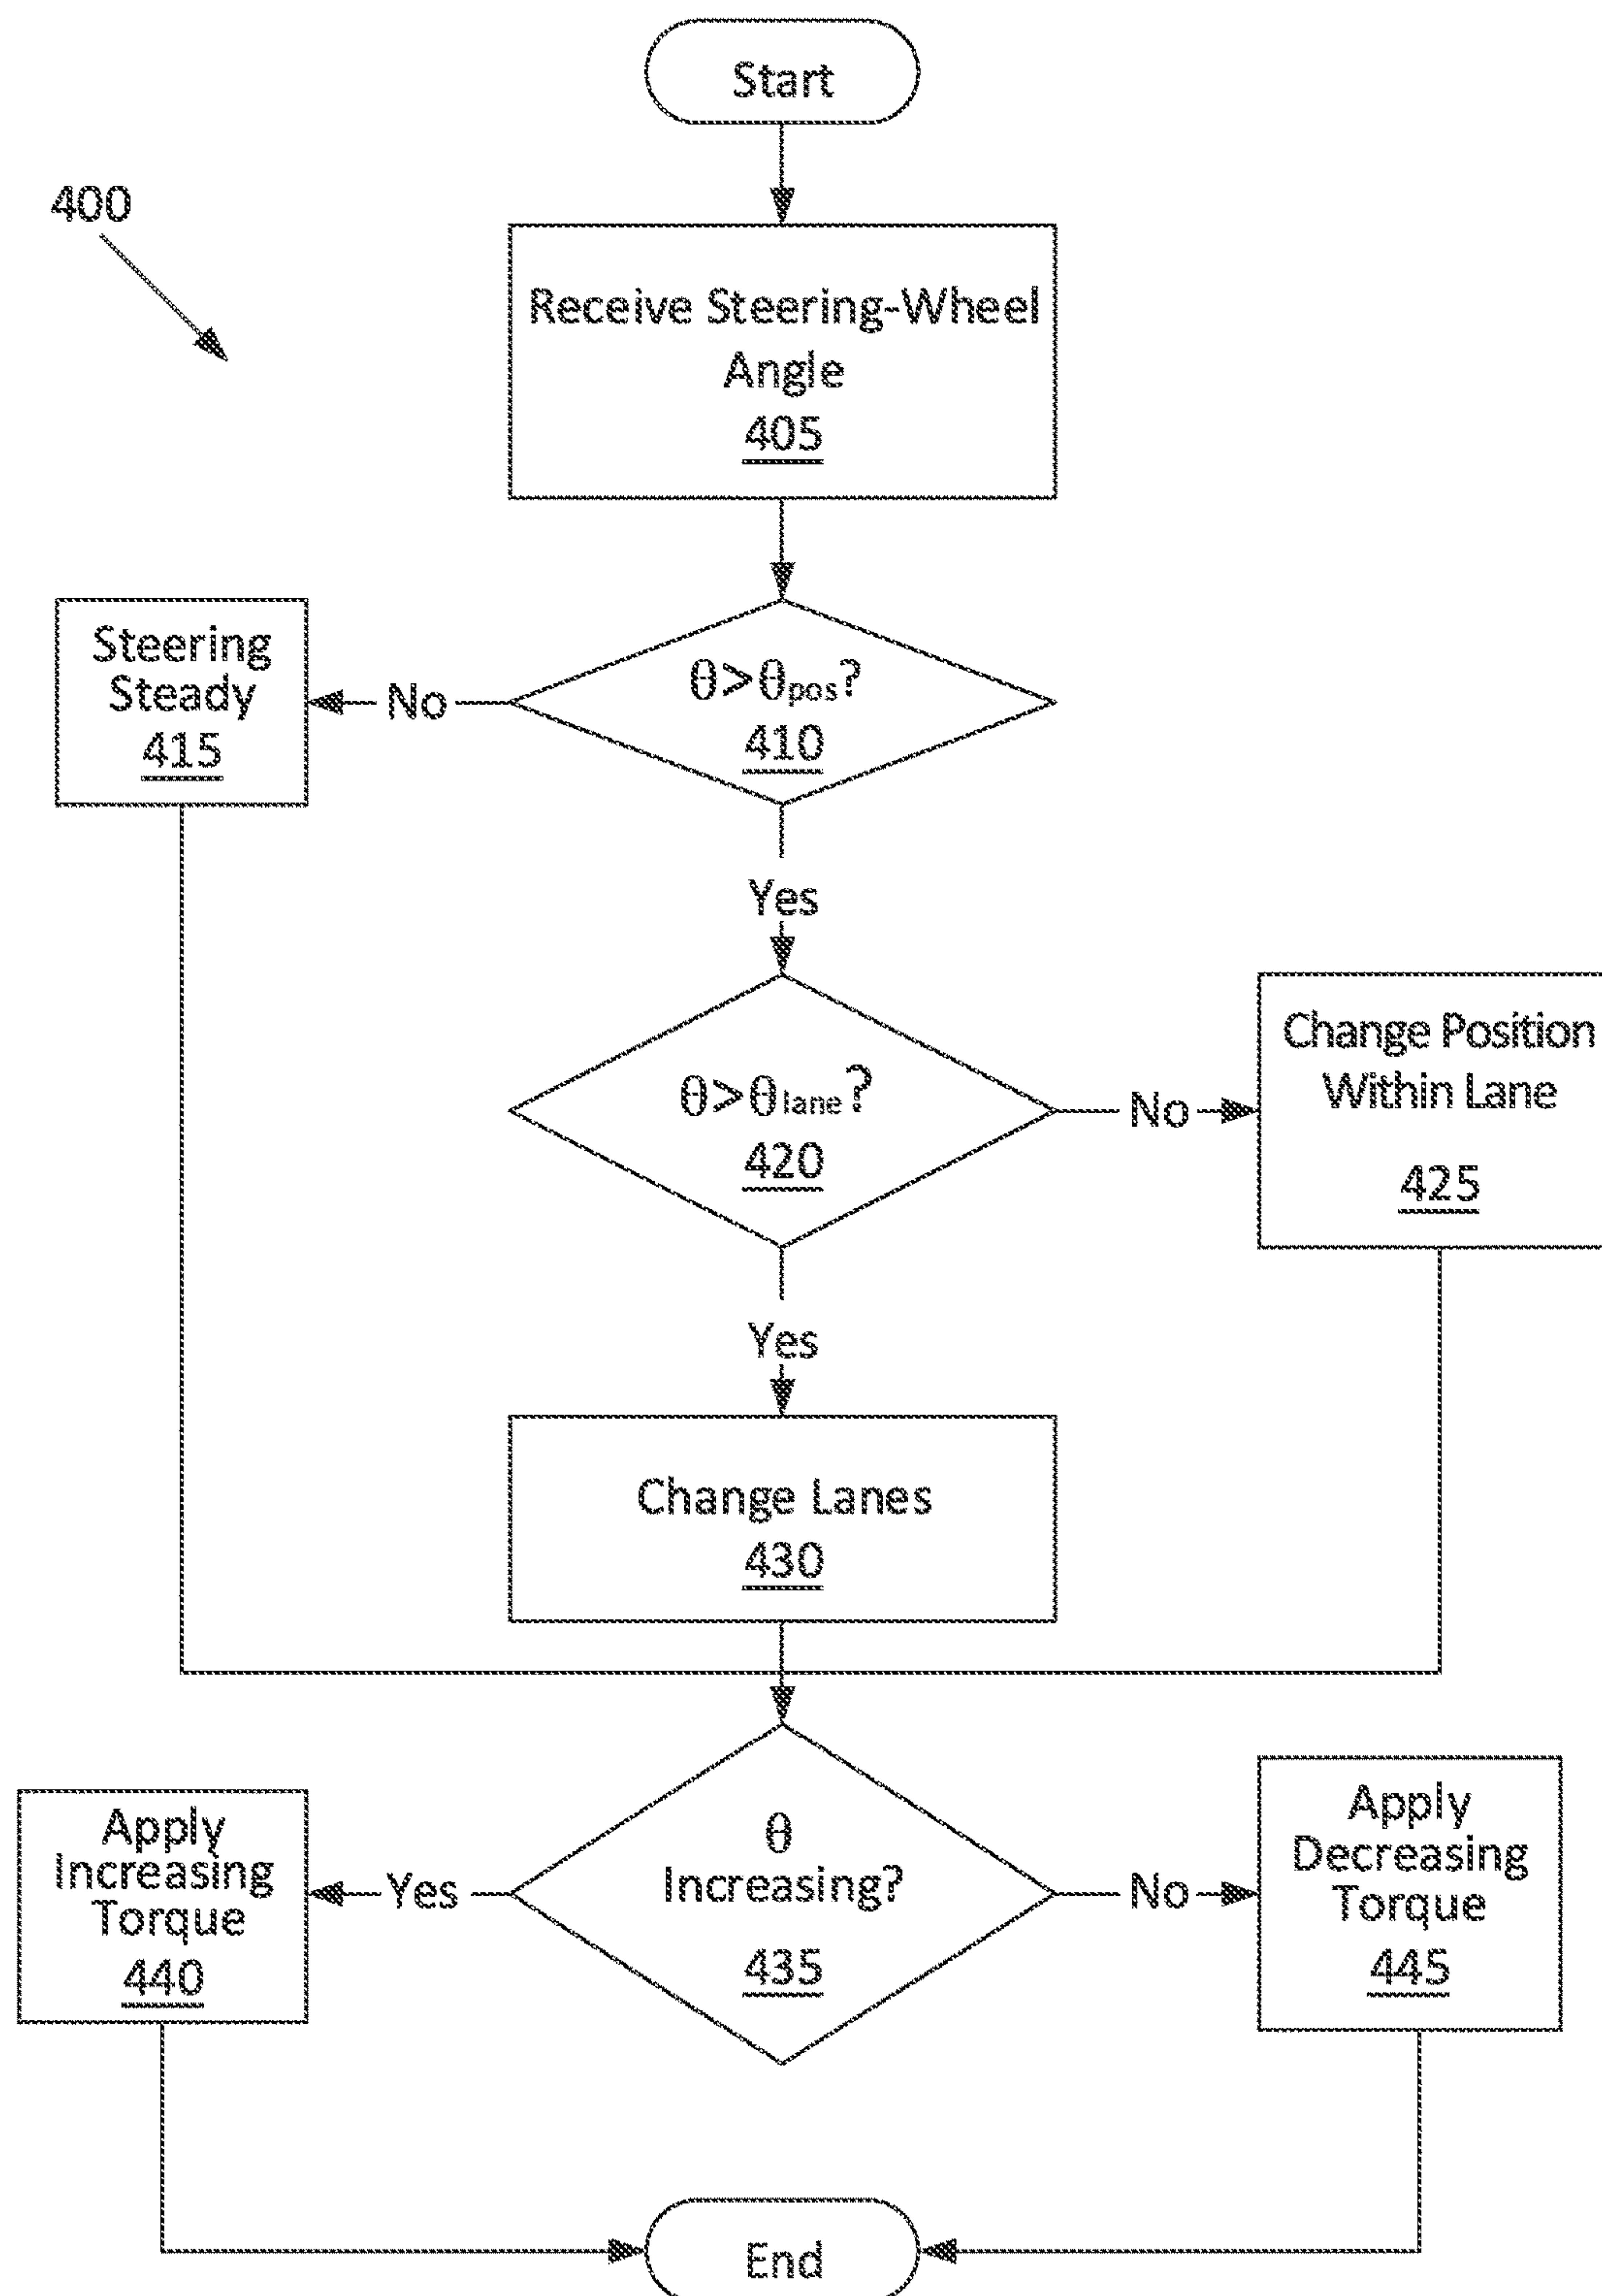 Start
400
Receive Steering-Wheel
Angle
405
Steering
Steady
415
No
θ>θpos?
410
Yes
θ>θlane?
420
No
Change Position
Within Lane
425
Yes
Change Lanes
430
Apply
Increasing
Torque
440
Yes
θ
Increasing?
435
No
Apply
Decreasing
Torque
445
End